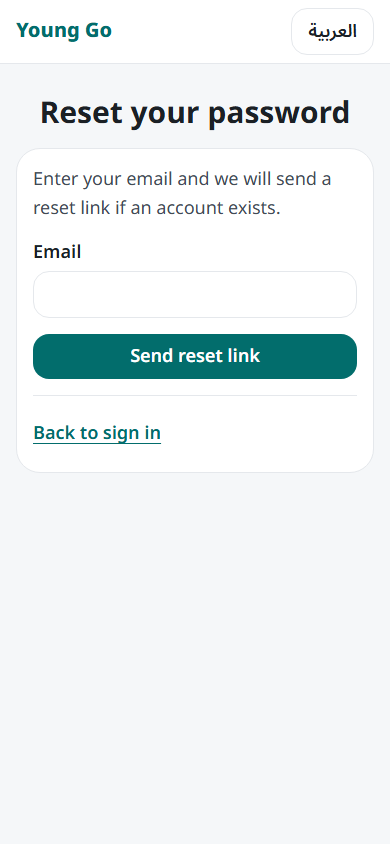 Young Go
العربية
Reset your password
Enter your email and we will send a
reset link if an account exists.
Email
Send reset link
Back to sign in